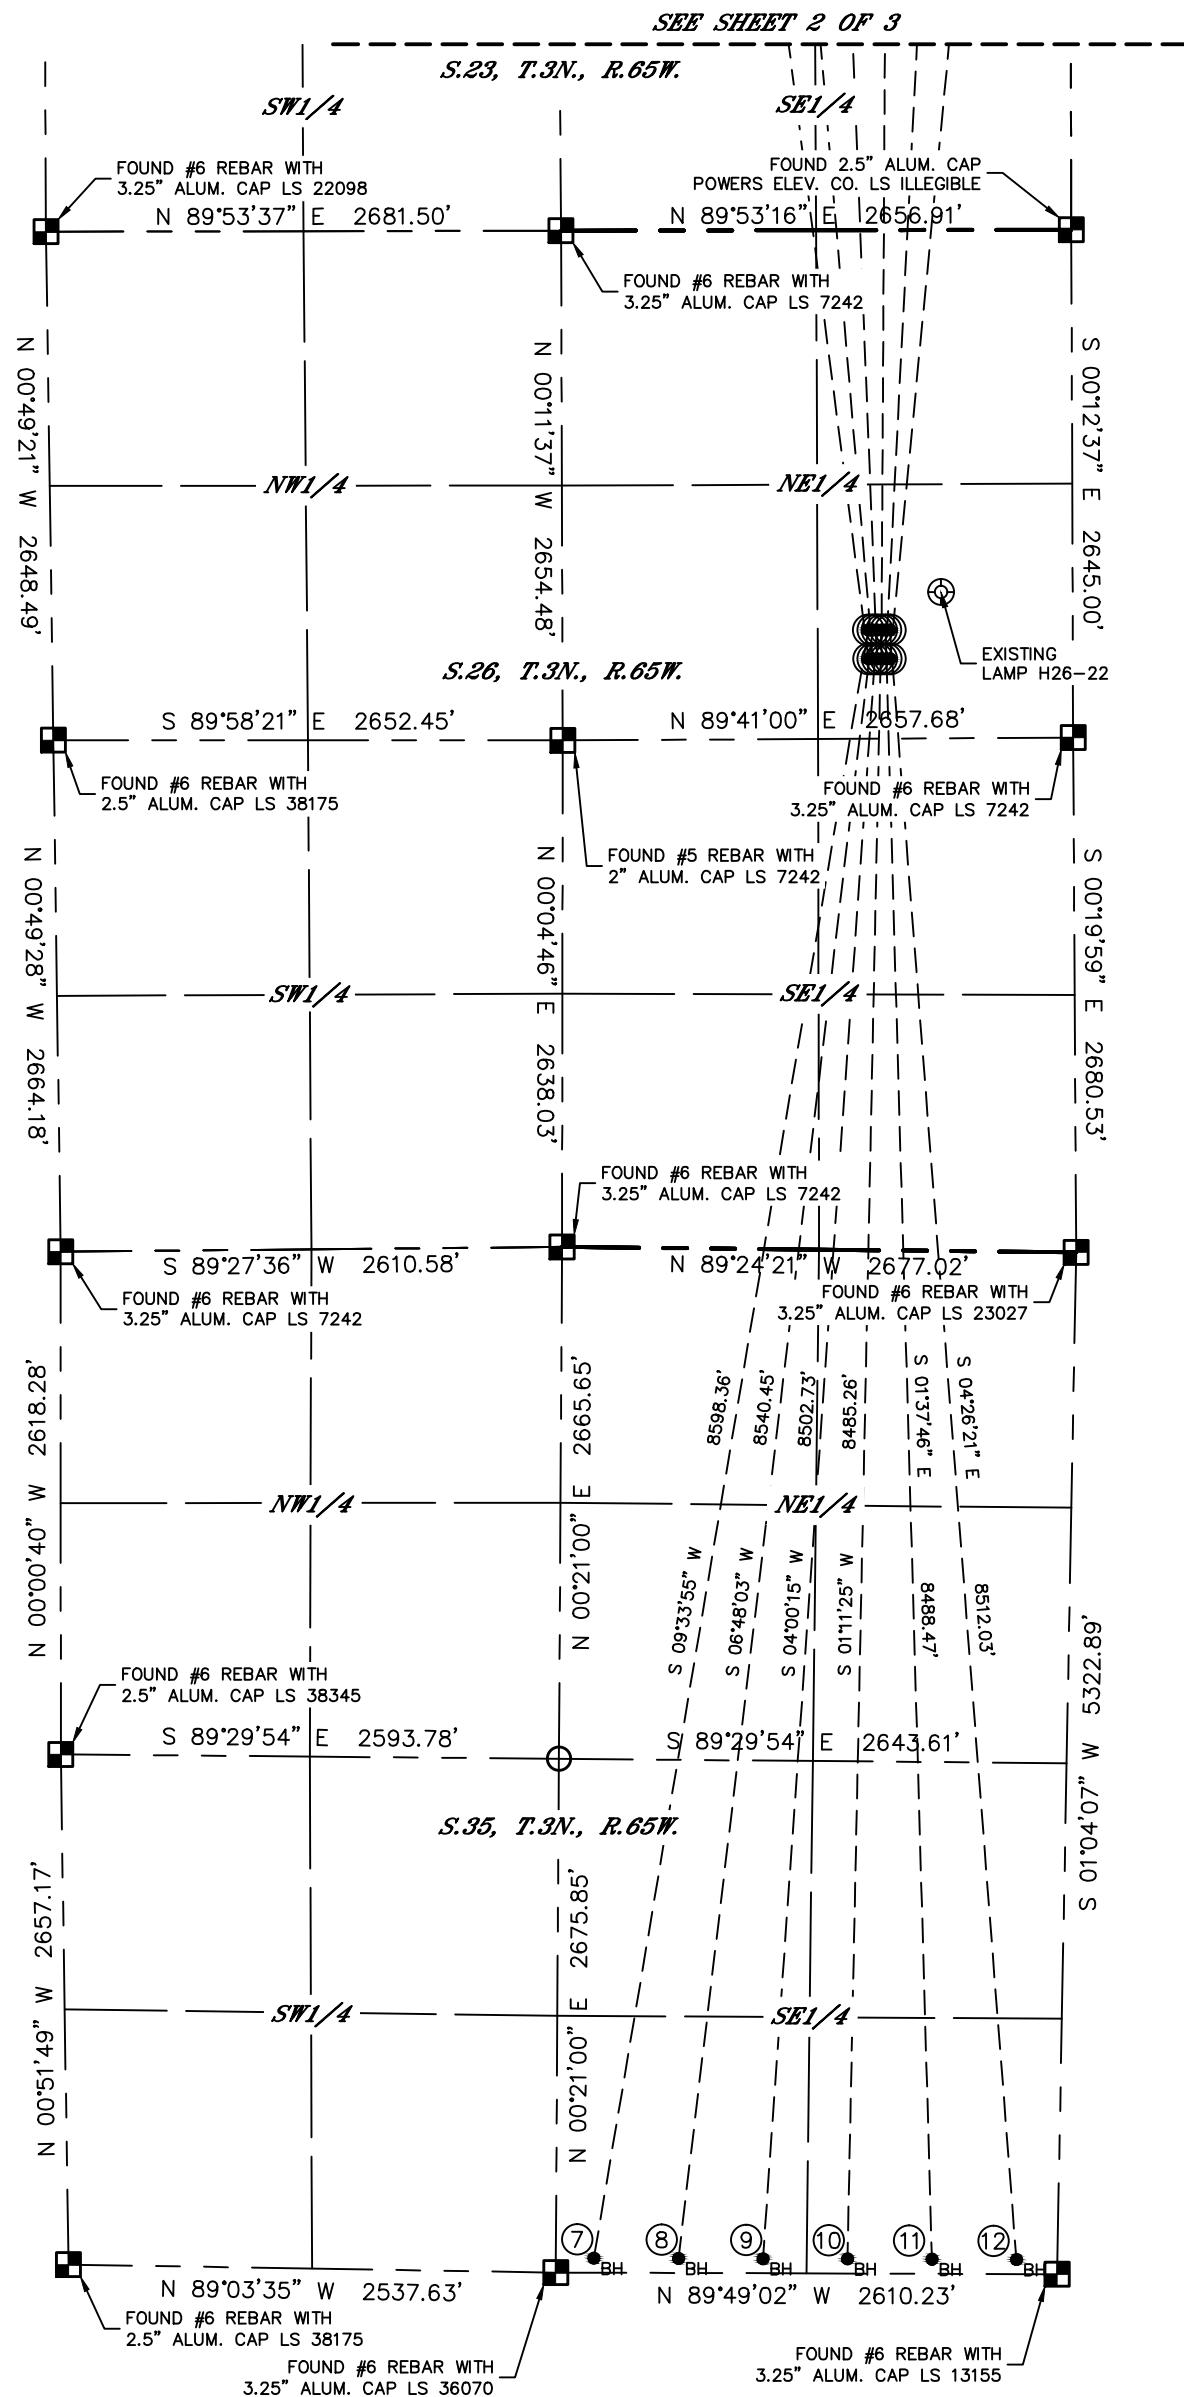 SEE SHEET 2 OF 3
S.23, T.3N., R.65W.
SW1/4
SE1/4
FOUND #6 REBAR WITH
3.25" ALUM. CAP LS 22098
FOUND 2.5" ALUM. CAP
POWERS ELEV. CO. LS ILLEGIBLE
N 89°53'37" E 2681.50'
N 89°53'16" E 2656.91'
FOUND #6 REBAR WITH
3.25" ALUM. CAP LS 7242
N 00°49'21" W 2648.49'
N 00°11'37" W 2654.48'
S 00°12'37" E 2645.00'
NW1/4
NE1/4
EXISTING
LAMP H26-22
S.26, T.3N., R.65W.
S 89°58'21" E 2652.45'
N 89°41'00" E 2657.68'
FOUND #6 REBAR WITH
2.5" ALUM. CAP LS 38175
FOUND #6 REBAR WITH
3.25" ALUM. CAP LS 7242
FOUND #5 REBAR WITH
2" ALUM. CAP LS 7242
N 00°49'28" W 2664.18'
N 00°04'46" E 2638.03'
S 00°19'59" E 2680.53'
SW1/4
SE1/4
FOUND #6 REBAR WITH
3.25" ALUM. CAP LS 7242
S 89°27'36" W 2610.58'
N 89°24'21" W 2677.02'
FOUND #6 REBAR WITH
3.25" ALUM. CAP LS 7242
FOUND #6 REBAR WITH
3.25" ALUM. CAP LS 23027
N 00°00'40" W 2618.28'
N 00°21'00" E 2665.65'
8598.36'
8540.45'
8502.73'
8485.26'
S 01°37'46" E
S 04°26'21" E
NW1/4
NE1/4
S 09°33'55" W
S 06°48'03" W
S 04°00'15" W
S 01°11'25" W
8488.47'
8512.03'
S 01°04'07" W 5322.89'
FOUND #6 REBAR WITH
2.5" ALUM. CAP LS 38345
S 89°29'54" E 2593.78'
S 89°29'54" E 2643.61'
S.35, T.3N., R.65W.
N 00°51'49" W 2657.17'
N 00°21'00" E 2675.85'
SW1/4
SE1/4
7
8
9
10
11
12
BH
BH
BH
BH
BH
BH
N 89°03'35" W 2537.63'
N 89°49'02" W 2610.23'
FOUND #6 REBAR WITH
2.5" ALUM. CAP LS 38175
FOUND #6 REBAR WITH
3.25" ALUM. CAP LS 36070
FOUND #6 REBAR WITH
3.25" ALUM. CAP LS 13155